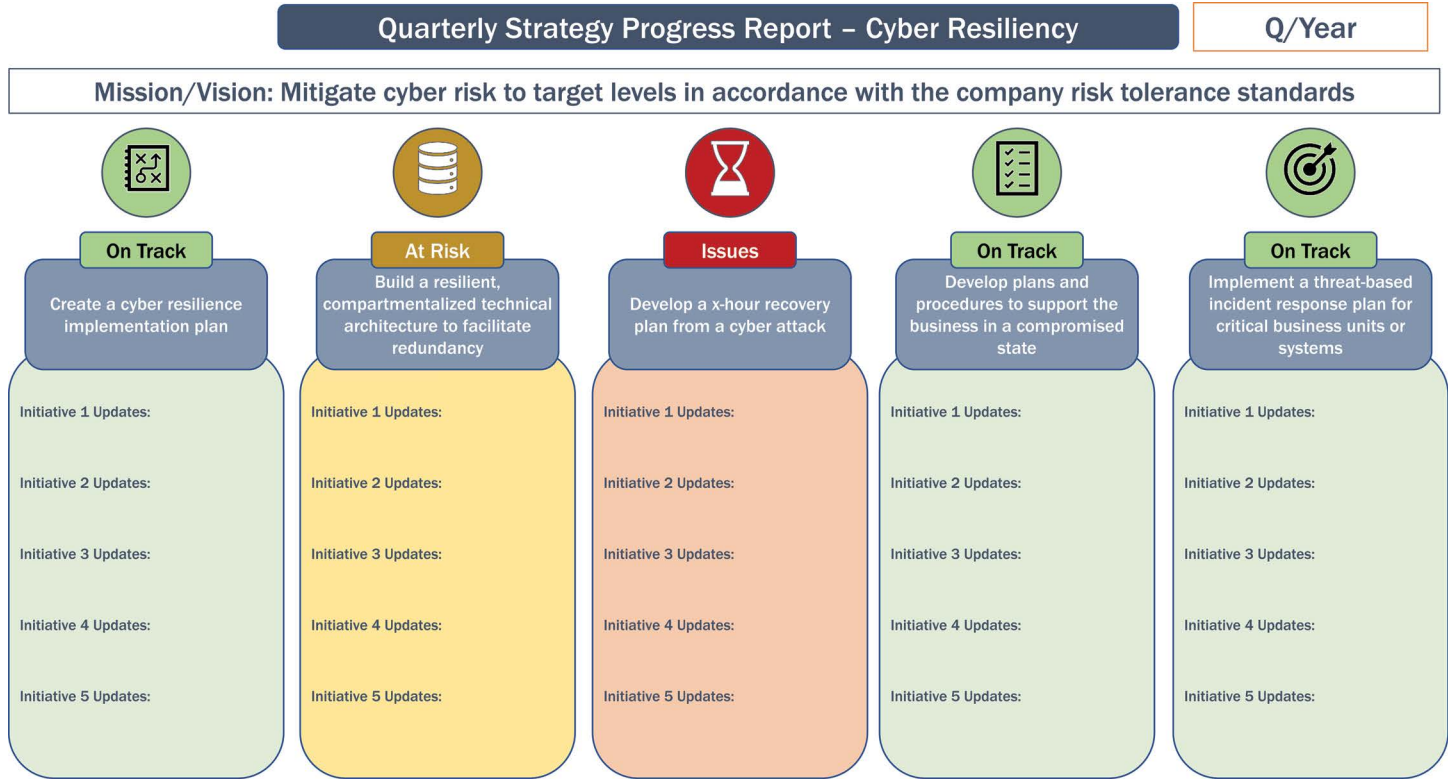 Quarterly Strategy Progress Report – Cyber Resiliency
Q/Year
Mission/Vision: Mitigate cyber risk to target levels in accordance with the company risk tolerance standards
On Track
Create a cyber resilience
implementation plan
Initiative 1 Updates:
Initiative 2 Updates:
Initiative 3 Updates:
Initiative 4 Updates:
Initiative 5 Updates:
At Risk
Build a resilient,
compartmentalized technical
architecture to facilitate
redundancy
Initiative 1 Updates:
Initiative 2 Updates:
Initiative 3 Updates:
Initiative 4 Updates:
Initiative 5 Updates:
Issues
Develop a x-hour recovery
plan from a cyber attack
Initiative 1 Updates:
Initiative 2 Updates:
Initiative 3 Updates:
Initiative 4 Updates:
Initiative 5 Updates:
On Track
Develop plans and
procedures to support the
business in a compromised
state
Initiative 1 Updates:
Initiative 2 Updates:
Initiative 3 Updates:
Initiative 4 Updates:
Initiative 5 Updates:
On Track
Implement a threat-based
incident response plan for
critical business units or
systems
Initiative 1 Updates:
Initiative 2 Updates:
Initiative 3 Updates:
Initiative 4 Updates:
Initiative 5 Updates: